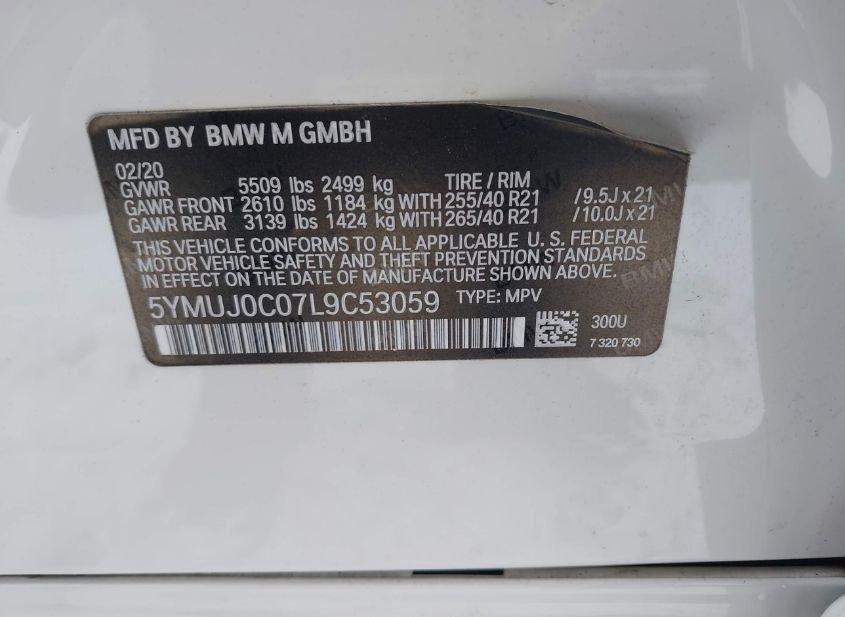 MFD BY BMW M GMBH
02/20
GVWR 5509 lbs 2499 kg TIRE / RIM
GAWR FRONT 2610 lbs 1184 kg WITH 255/40 R21 /9.5J x 21
GAWR REAR 3139 lbs 1424 kg WITH 265/40 R21 /10.0J x 21
THIS VEHICLE CONFORMS TO ALL APPLICABLE U. S. FEDERAL
MOTOR VEHICLE SAFETY AND THEFT PREVENTION STANDARDS
IN EFFECT ON THE DATE OF MANUFACTURE SHOWN ABOVE
5YMUJ0C07L9C53059 TYPE: MPV
300U
7 320 730